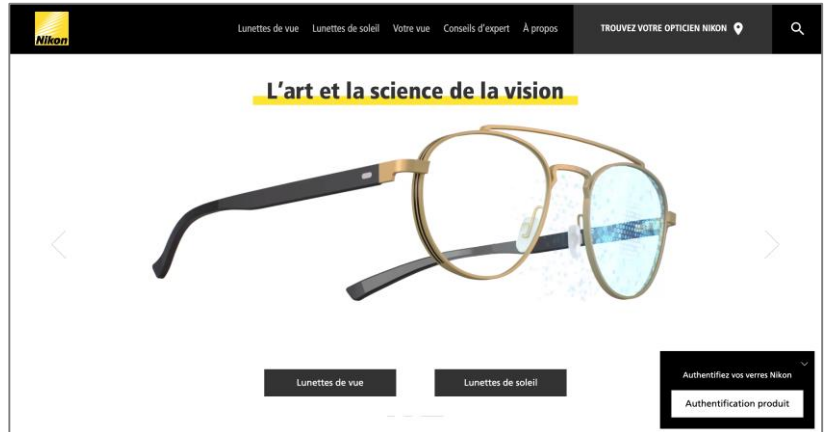 Nikon
Lunettes de vue Lunettes de soleil Votre vue Conseils d'expert À propos TROUVEZ VOTRE OPTICIEN NIKON
L'art et la science de la vision
Lunettes de vue Lunettes de soleil
Authentifiez vos verres Nikon
Authentification produit